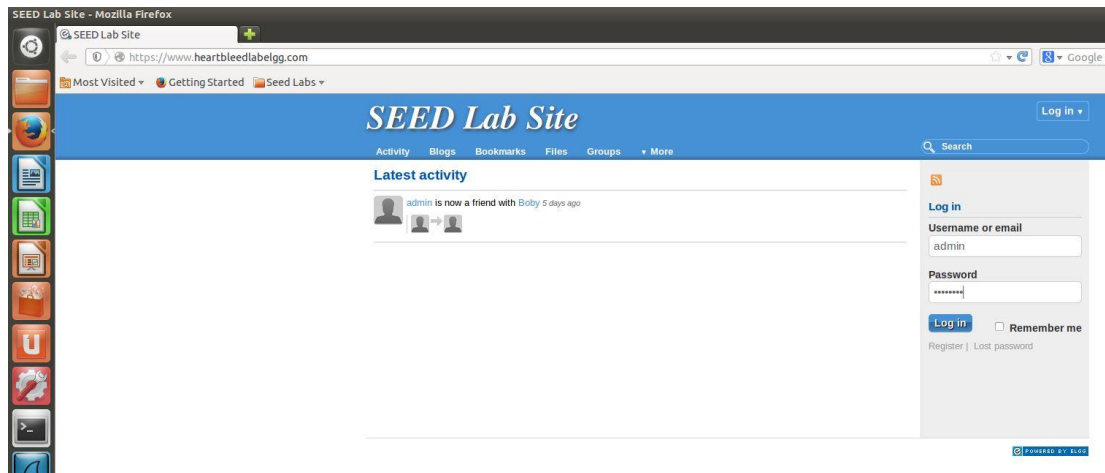 SEED Lab Site - Mozilla Firefox
SEED Lab Site
https://www.heartbleedlabelgg.com
Google
Most Visited Getting Started Seed Labs
SEED Lab Site
Log in
Activity Blogs Bookmarks Files Groups More
Search
Latest activity
admin is now a friend with Boby 5 days ago
Log in
Username or email
admin
Password
••••••••
Log in Remember me
Register | Lost password
POWERED BY ELGG